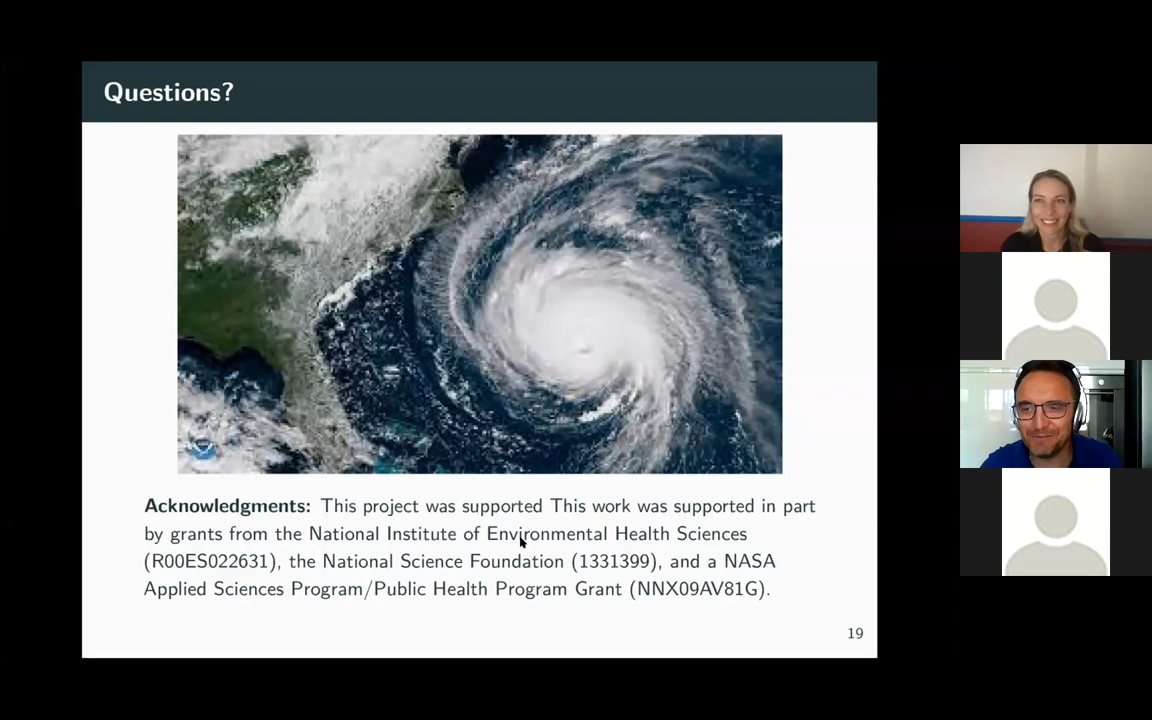 Questions?
Acknowledgments: This project was supported This work was supported in part
by grants from the National Institute of Environmental Health Sciences
(R00ES022631), the National Science Foundation (1331399), and a NASA
Applied Sciences Program/Public Health Program Grant (NNX09AV81G).
19